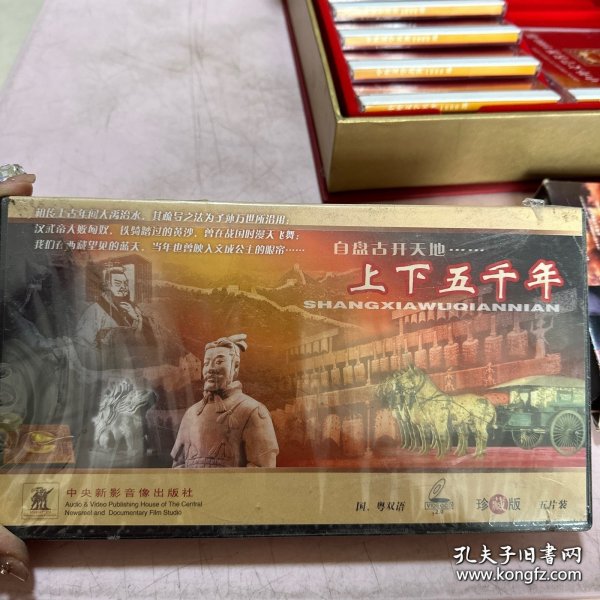 祖长上古年间大禹治水，其疏导之法为子孙万世所沿用；
汉武帝大败匈奴，铁骑踏过的黄沙，曾在战国时漫天飞舞；
我们在西藏望见的蓝天，当年也曾映入文成公主的眼帘……
自盘古开天地……
上下五千年
SHANGXIAWUQIANNIAN
中央新影音像出版社
Audio & Video Publishing House of The Central
Newsreel and Documentary Film Studio
国、粤双语
珍藏版
五片装
孔夫子旧书网
www.kongfz.com